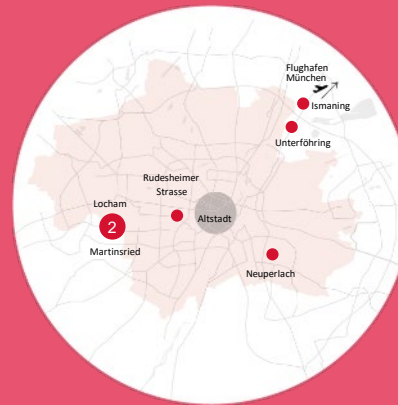 Flughafen
München
Ismaning
Unterföhring
Rudesheimer
Strasse
Locham
2
Altstadt
Martinsried
Neuperlach